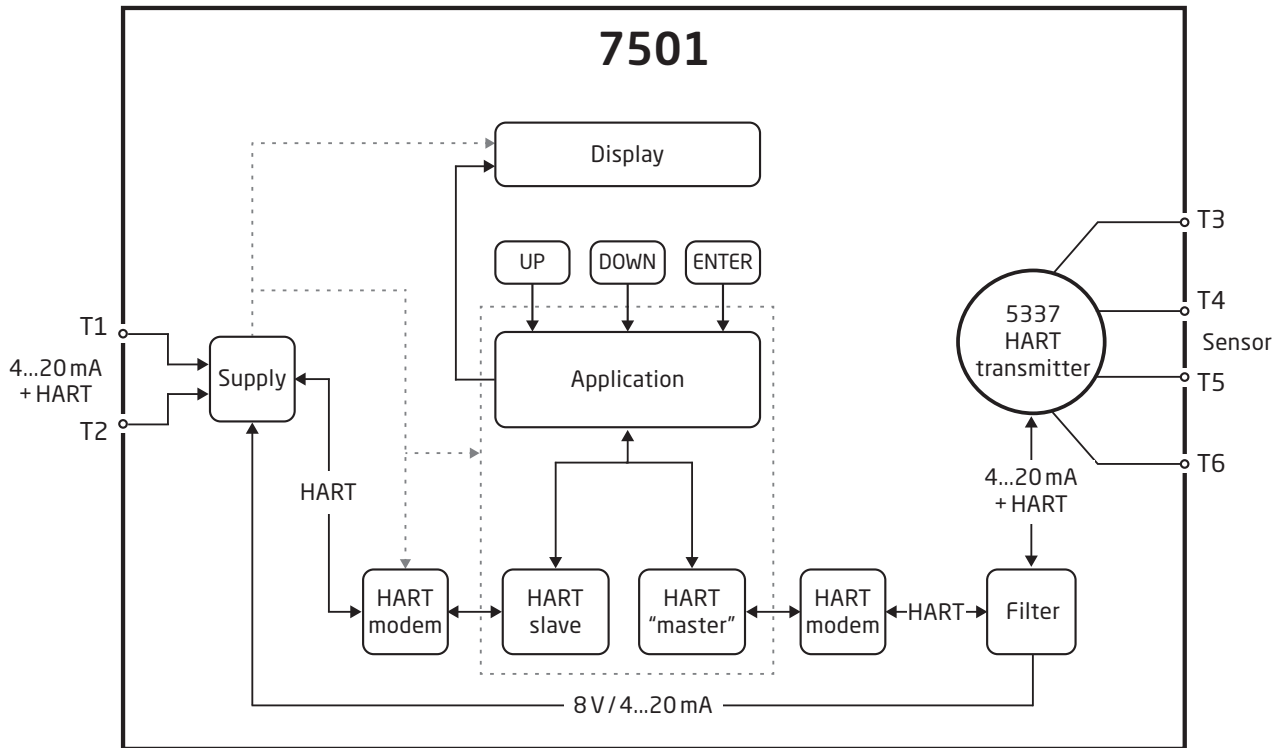 7501
Display
UP
DOWN
ENTER
T1
4...20 mA
+ HART
T2
Supply
Application
5337
HART
transmitter
T3
T4
Sensor
T5
T6
HART
4...20 mA
+ HART
HART
modem
HART
slave
HART
“master”
HART
modem
HART
Filter
8 V / 4...20 mA